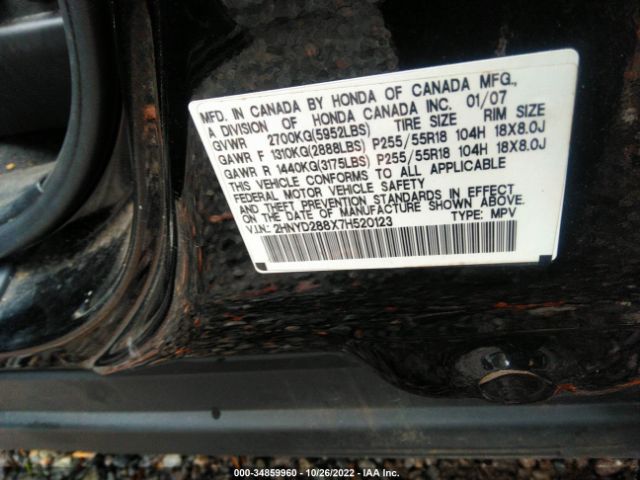 MFD. IN CANADA BY HONDA OF CANADA MFG.,
A DIVISION OF HONDA CANADA INC. 01/07
GVWR 2700KG(5952LBS) TIRE SIZE RIM SIZE
GAWR F 1310KG(2888LBS) P255/55R18 104H 18X8.0J
GAWR R 1440KG(3175LBS) P255/55R18 104H 18X8.0J
THIS VEHICLE CONFORMS TO ALL APPLICABLE
FEDERAL MOTOR VEHICLE SAFETY
AND THEFT PREVENTION STANDARDS IN EFFECT
ON THE DATE OF MANUFACTURE SHOWN ABOVE.
V.I.N.: 2HNYD288X7H520123 TYPE: MPV
000-34859960 | 10/26/2022 | IAA Inc.